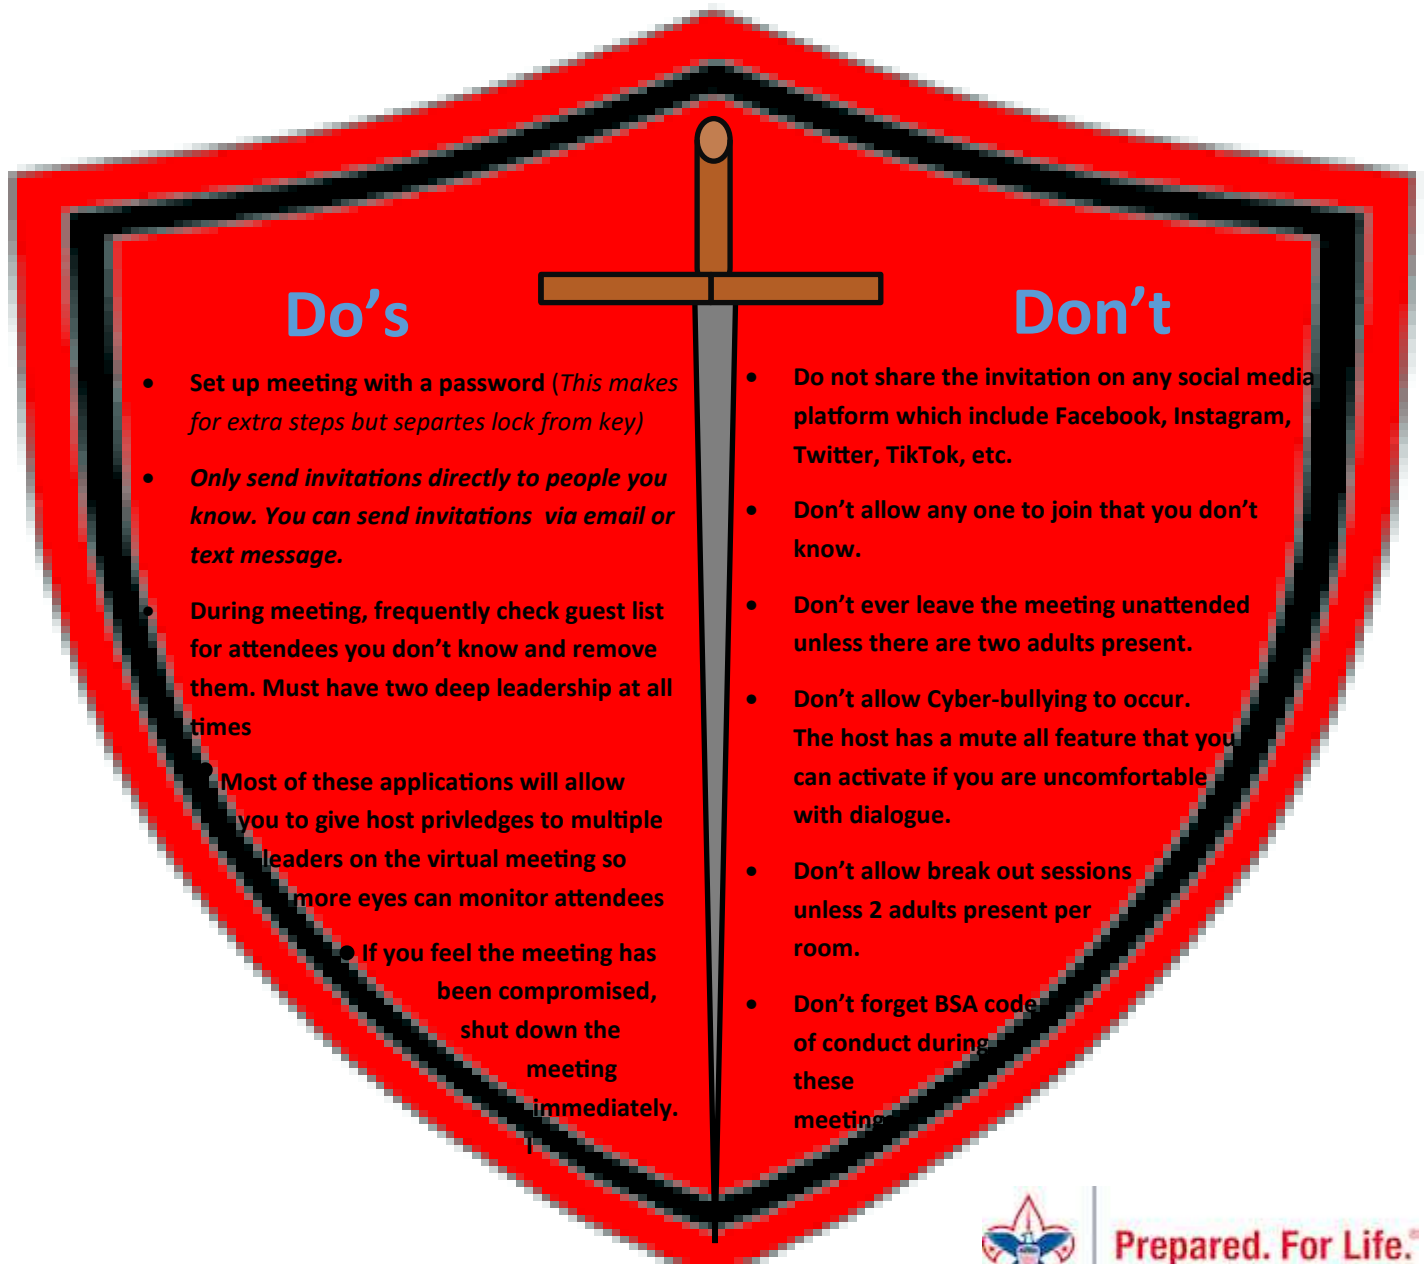 Do's
• Set up meeting with a password (This makes
for extra steps but separtes lock from key)
• Only send invitations directly to people you
know. You can send invitations via email or
text message.
• During meeting, frequently check guest list
for attendees you don't know and remove
them. Must have two deep leadership at all
times
• Most of these applications will allow
you to give host privledges to multiple
leaders on the virtual meeting so
more eyes can monitor attendees
• If you feel the meeting has
been compromised,
shut down the
meeting
immediately.
Don't
• Do not share the invitation on any social media
platform which include Facebook, Instagram,
Twitter, TikTok, etc.
• Don't allow any one to join that you don't
know.
• Don't ever leave the meeting unattended
unless there are two adults present.
• Don't allow Cyber-bullying to occur.
The host has a mute all feature that you
can activate if you are uncomfortable
with dialogue.
• Don't allow break out sessions
unless 2 adults present per
room.
• Don't forget BSA code
of conduct during
these
Prepared. For Life.®